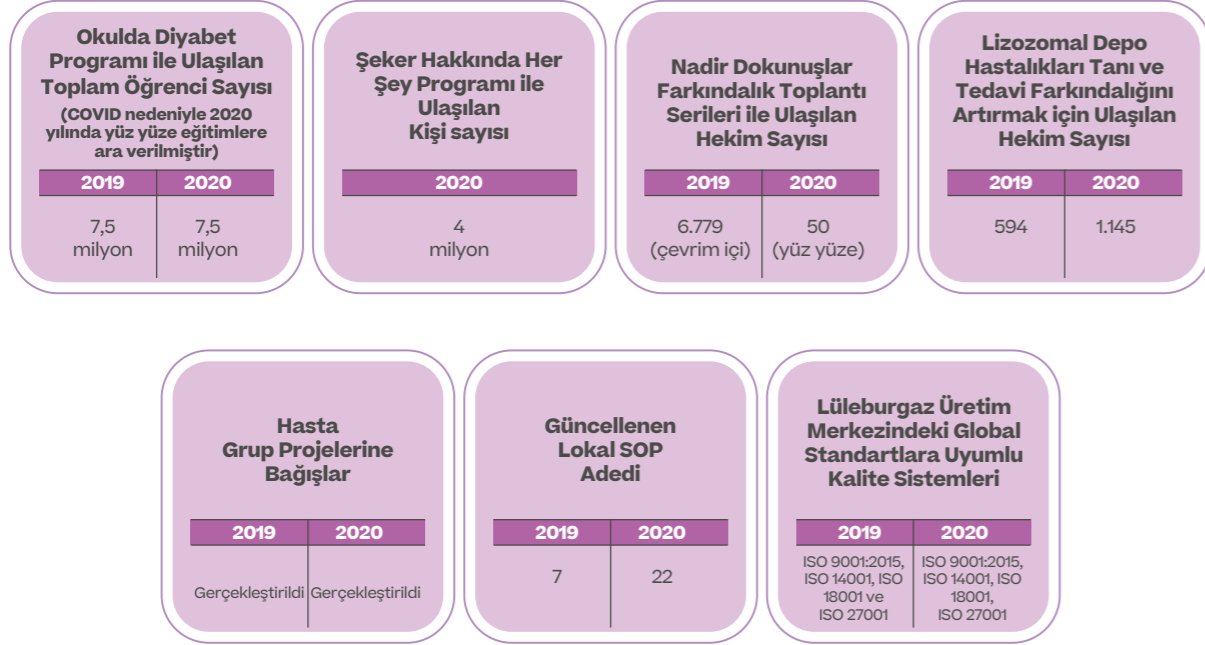 Okulda Diyabet
Programı ile Ulaşılan
Toplam Öğrenci Sayısı
(COVID nedeniyle 2020
yılında yüz yüze eğitimlere
ara verilmiştir)
2019 2020
7,5 7,5
milyon milyon
Şeker Hakkında Her
Şey Programı ile
Ulaşılan
Kişi sayısı
2020
4
milyon
Nadir Dokunuşlar
Farkındalık Toplantı
Serileri ile Ulaşılan
Hekim Sayısı
2019 2020
6.779 50
(çevrim içi) (yüz yüze)
Lizozomal Depo
Hastalıkları Tanı ve
Tedavi Farkındalığını
Artırmak için Ulaşılan
Hekim Sayısı
2019 2020
594 1.145
Hasta
Grup Projelerine
Bağışlar
2019 2020
Gerçekleştirildi Gerçekleştirildi
Güncellenen
Lokal SOP
Adedi
2019 2020
7 22
Lüleburgaz Üretim
Merkezindeki Global
Standartlara Uyumlu
Kalite Sistemleri
2019 2020
ISO 9001:2015, ISO 9001:2015,
ISO 14001, ISO ISO 14001, ISO
18001 ve 18001,
ISO 27001 ISO 27001